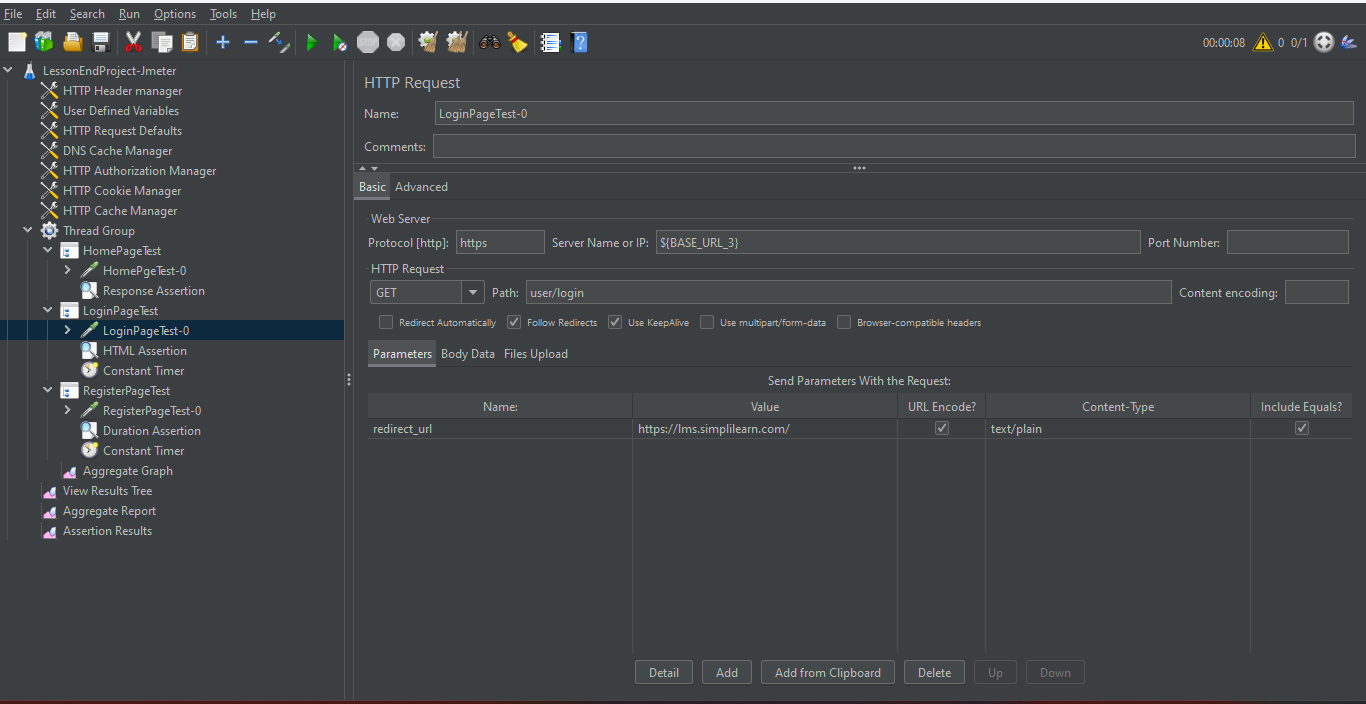 File Edit Search Run Options Tools Help
00:00:08 0 0/1
LessonEndProject-Jmeter
HTTP Header manager
User Defined Variables
HTTP Request Defaults
DNS Cache Manager
HTTP Authorization Manager
HTTP Cookie Manager
HTTP Cache Manager
Thread Group
HomePageTest
HomePgeTest-0
Response Assertion
LoginPageTest
LoginPageTest-0
HTML Assertion
Constant Timer
RegisterPageTest
RegisterPageTest-0
Duration Assertion
Constant Timer
Aggregate Graph
View Results Tree
Aggregate Report
Assertion Results
HTTP Request
Name: LoginPageTest-0
Comments:
Basic Advanced
Web Server
Protocol [http]: https Server Name or IP: ${BASE_URL_3} Port Number:
HTTP Request
GET Path: user/login Content encoding:
Redirect Automatically Follow Redirects Use KeepAlive Use multipart/form-data Browser-compatible headers
Parameters Body Data Files Upload
Send Parameters With the Request:
Name: Value URL Encode? Content-Type Include Equals?
redirect_url https://lms.simplilearn.com/ text/plain
Detail Add Add from Clipboard Delete Up Down